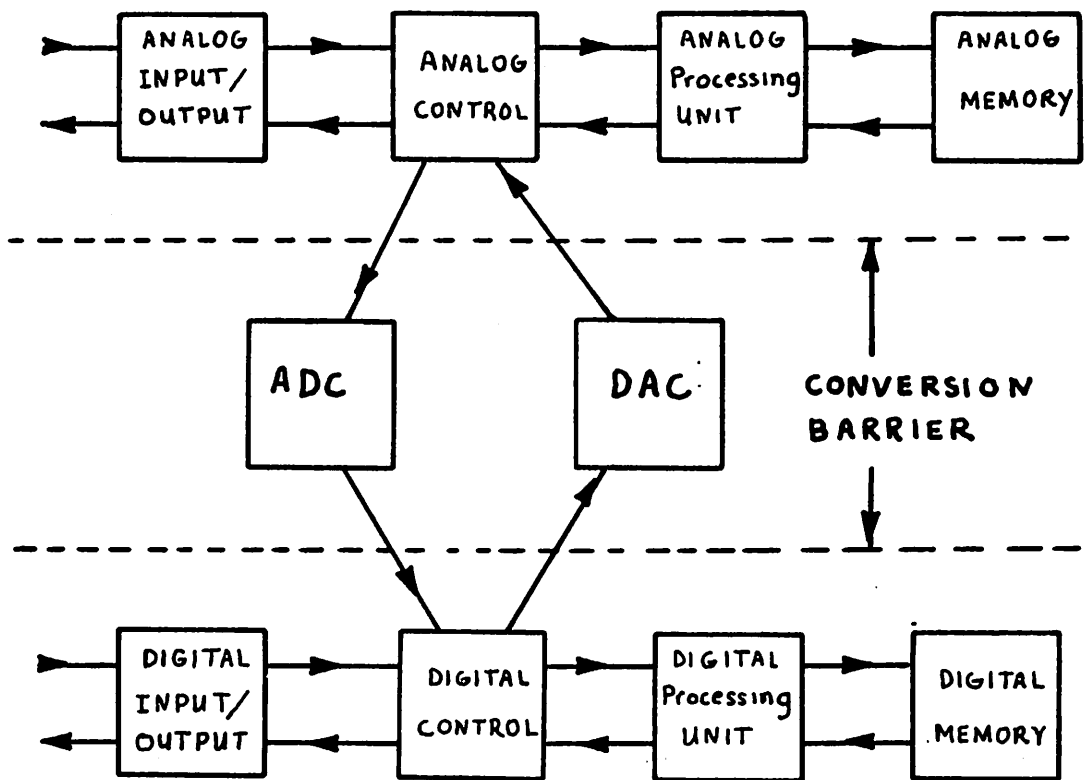 ANALOG
INPUT/
OUTPUT
ANALOG
CONTROL
ANALOG
Processing
UNIT
ANALOG
MEMORY
ADC
DAC
CONVERSION
BARRIER
DIGITAL
INPUT/
OUTPUT
DIGITAL
CONTROL
DIGITAL
Processing
UNIT
DIGITAL
MEMORY